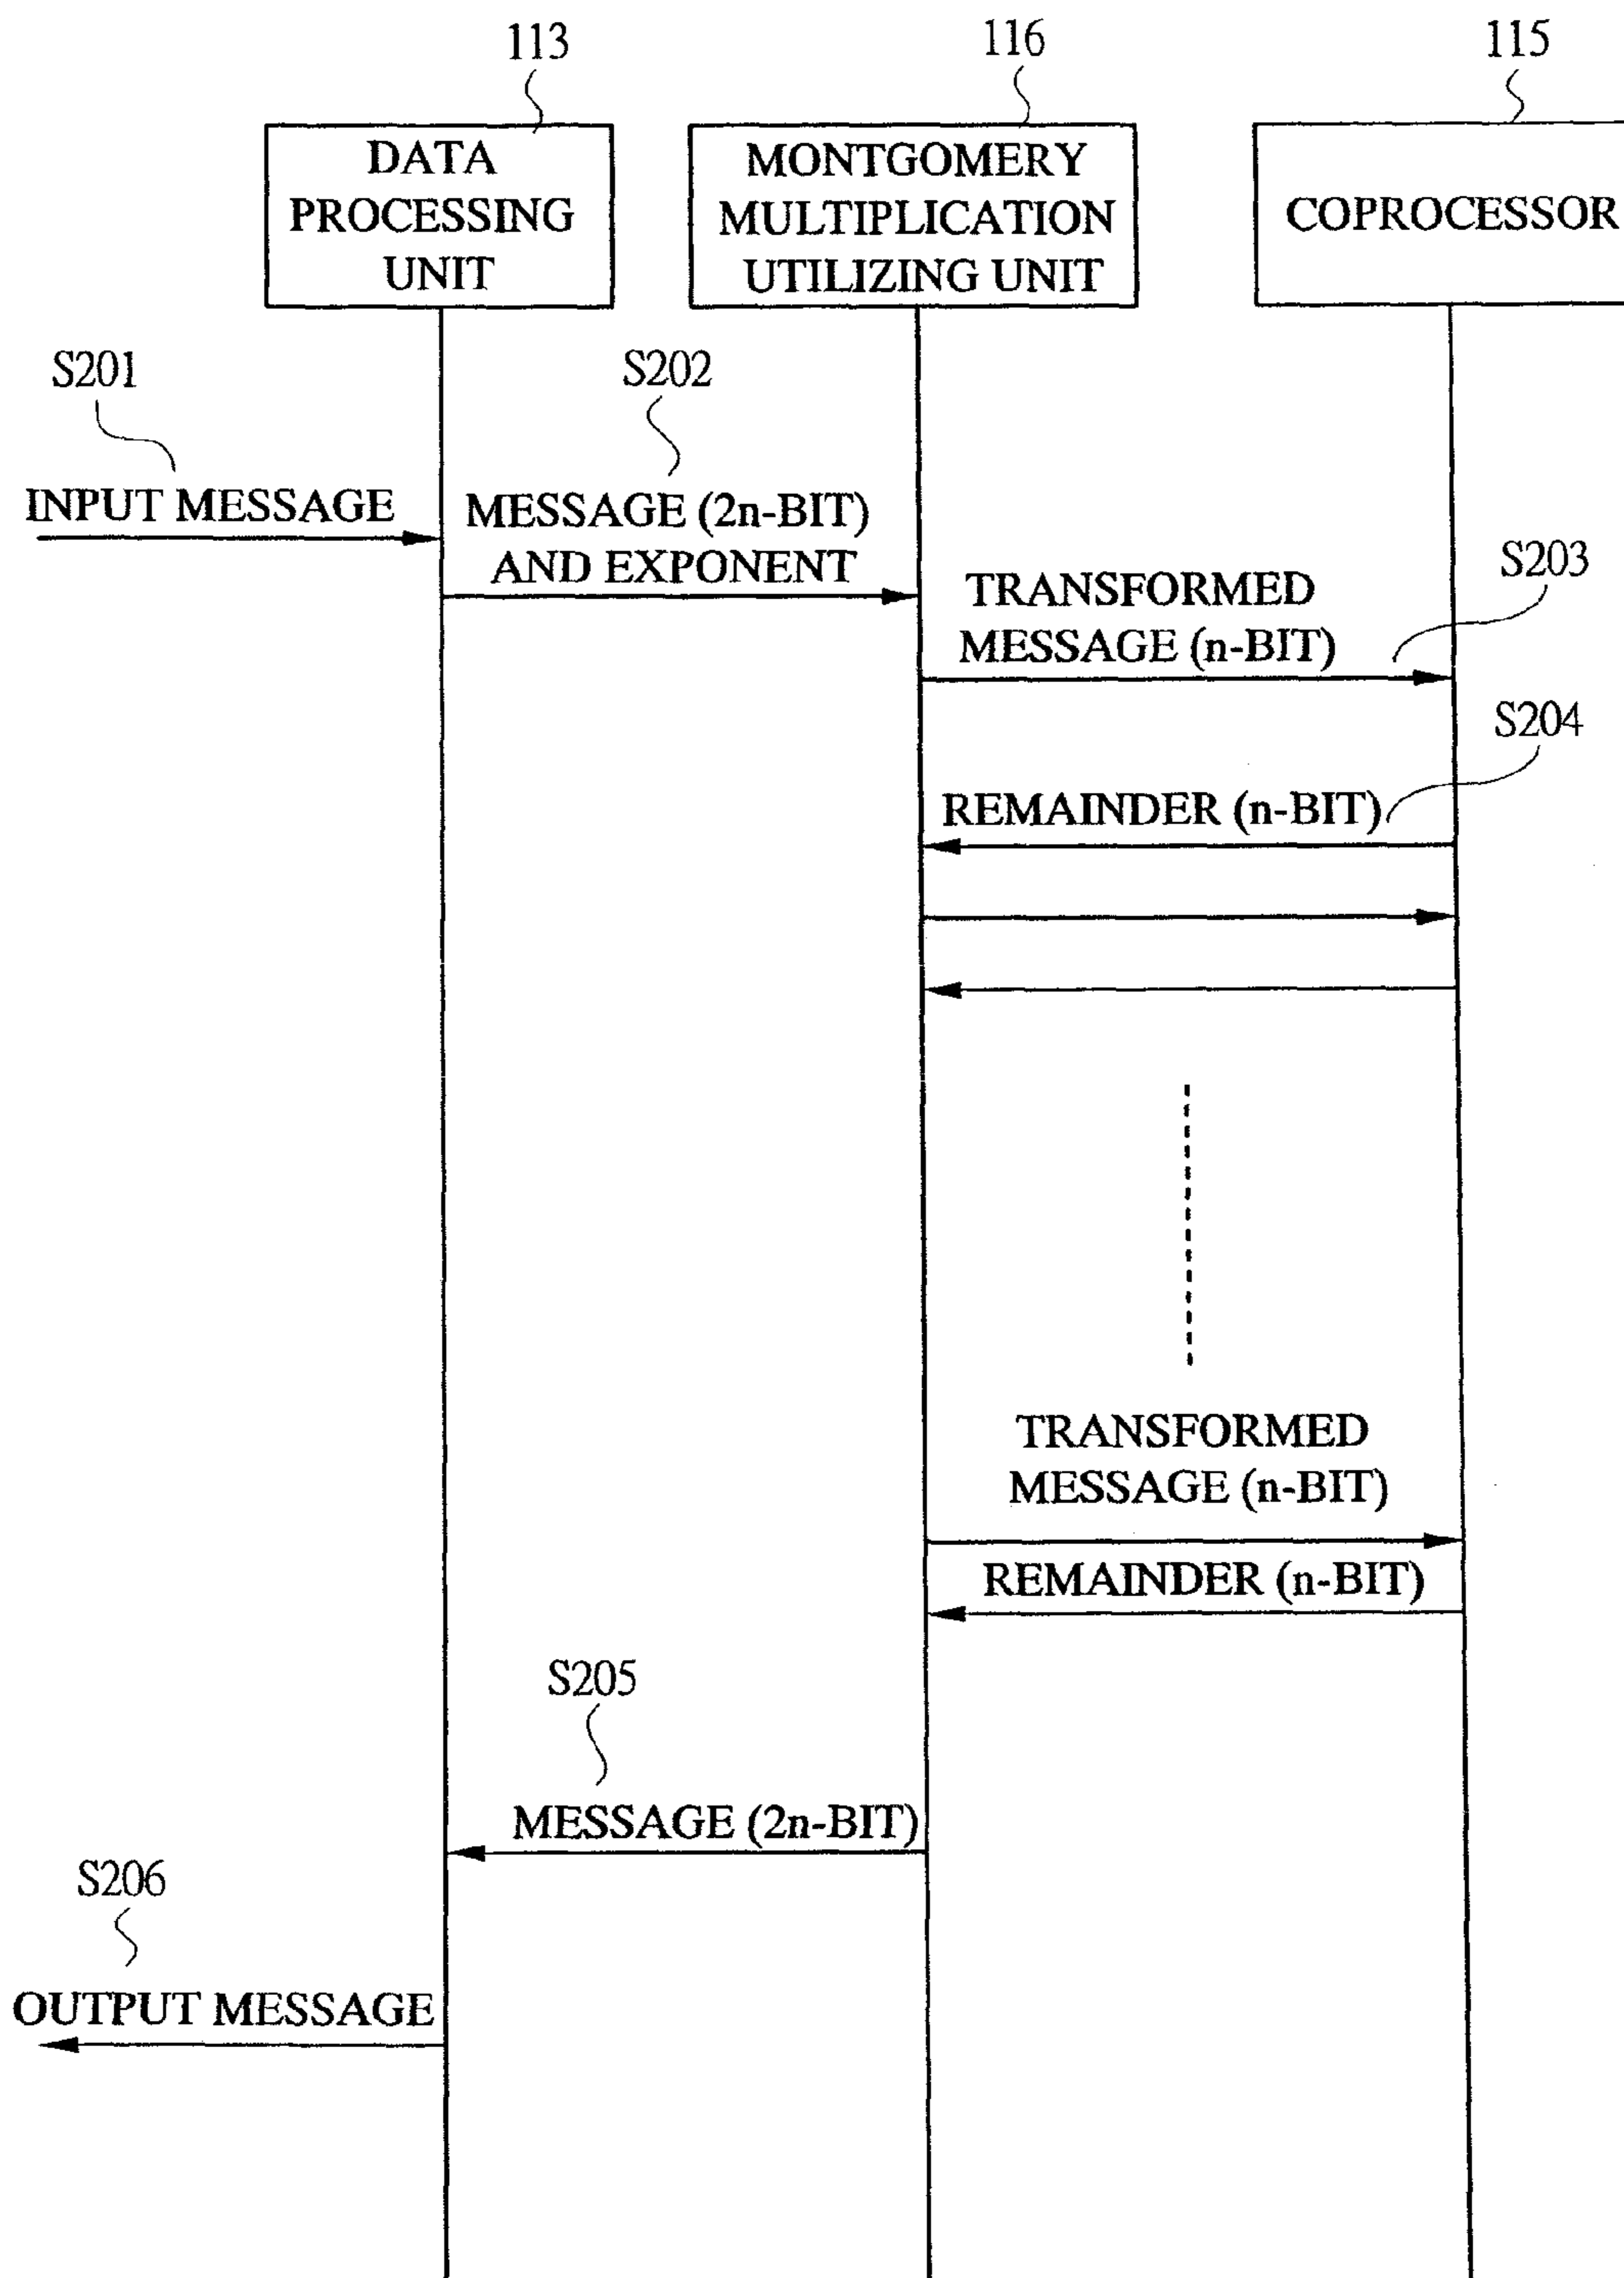 113
116
115
DATA
PROCESSING
UNIT
MONTGOMERY
MULTIPLICATION
UTILIZING UNIT
COPROCESSOR
S201
S202
INPUT MESSAGE
MESSAGE (2n-BIT)
AND EXPONENT
S203
TRANSFORMED
MESSAGE (n-BIT)
S204
REMAINDER (n-BIT)
TRANSFORMED
MESSAGE (n-BIT)
REMAINDER (n-BIT)
S205
MESSAGE (2n-BIT)
S206
OUTPUT MESSAGE